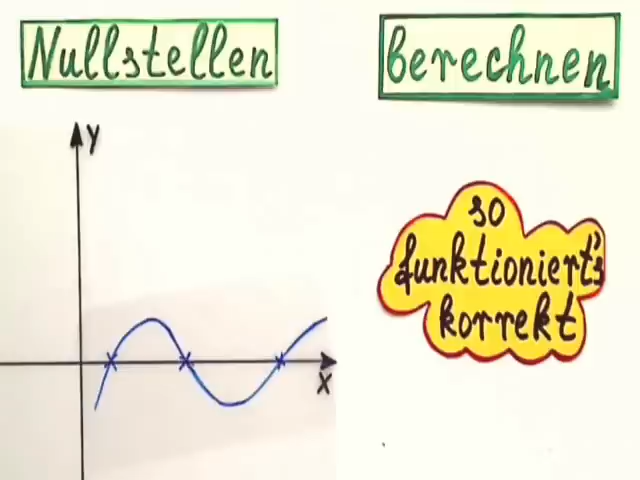 Nullstellen berechnen
y
so
funktioniert's
korrekt
x